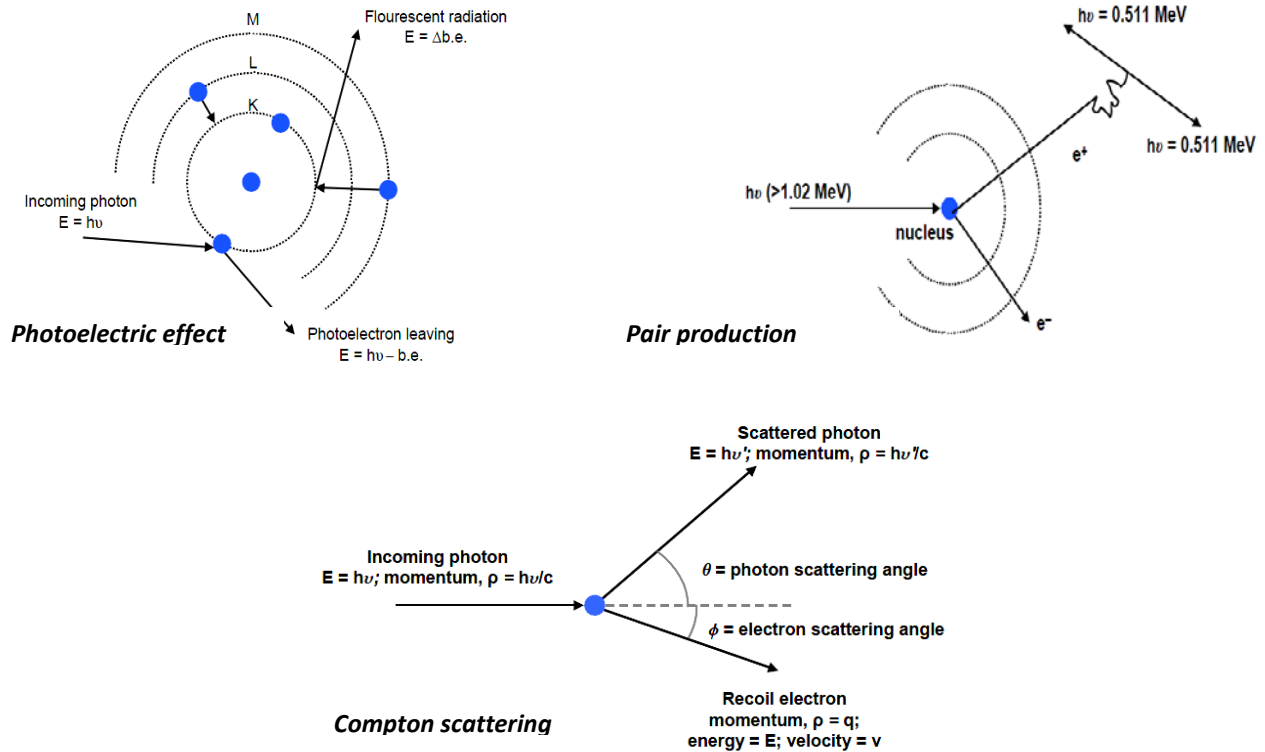 M
L
K
Flourescent radiation
E = Δb.e.
Incoming photon
E = hυ
Photoelectron leaving
E = hυ – b.e.
Photoelectric effect
hυ = 0.511 MeV
hυ = 0.511 MeV
e+
hυ (>1.02 MeV)
nucleus
e−
Pair production
Scattered photon
E = hυ'; momentum, ρ = hυ'/c
Incoming photon
E = hυ; momentum, ρ = hυ/c
θ = photon scattering angle
ϕ = electron scattering angle
Recoil electron
momentum, ρ = q;
energy = E; velocity = v
Compton scattering